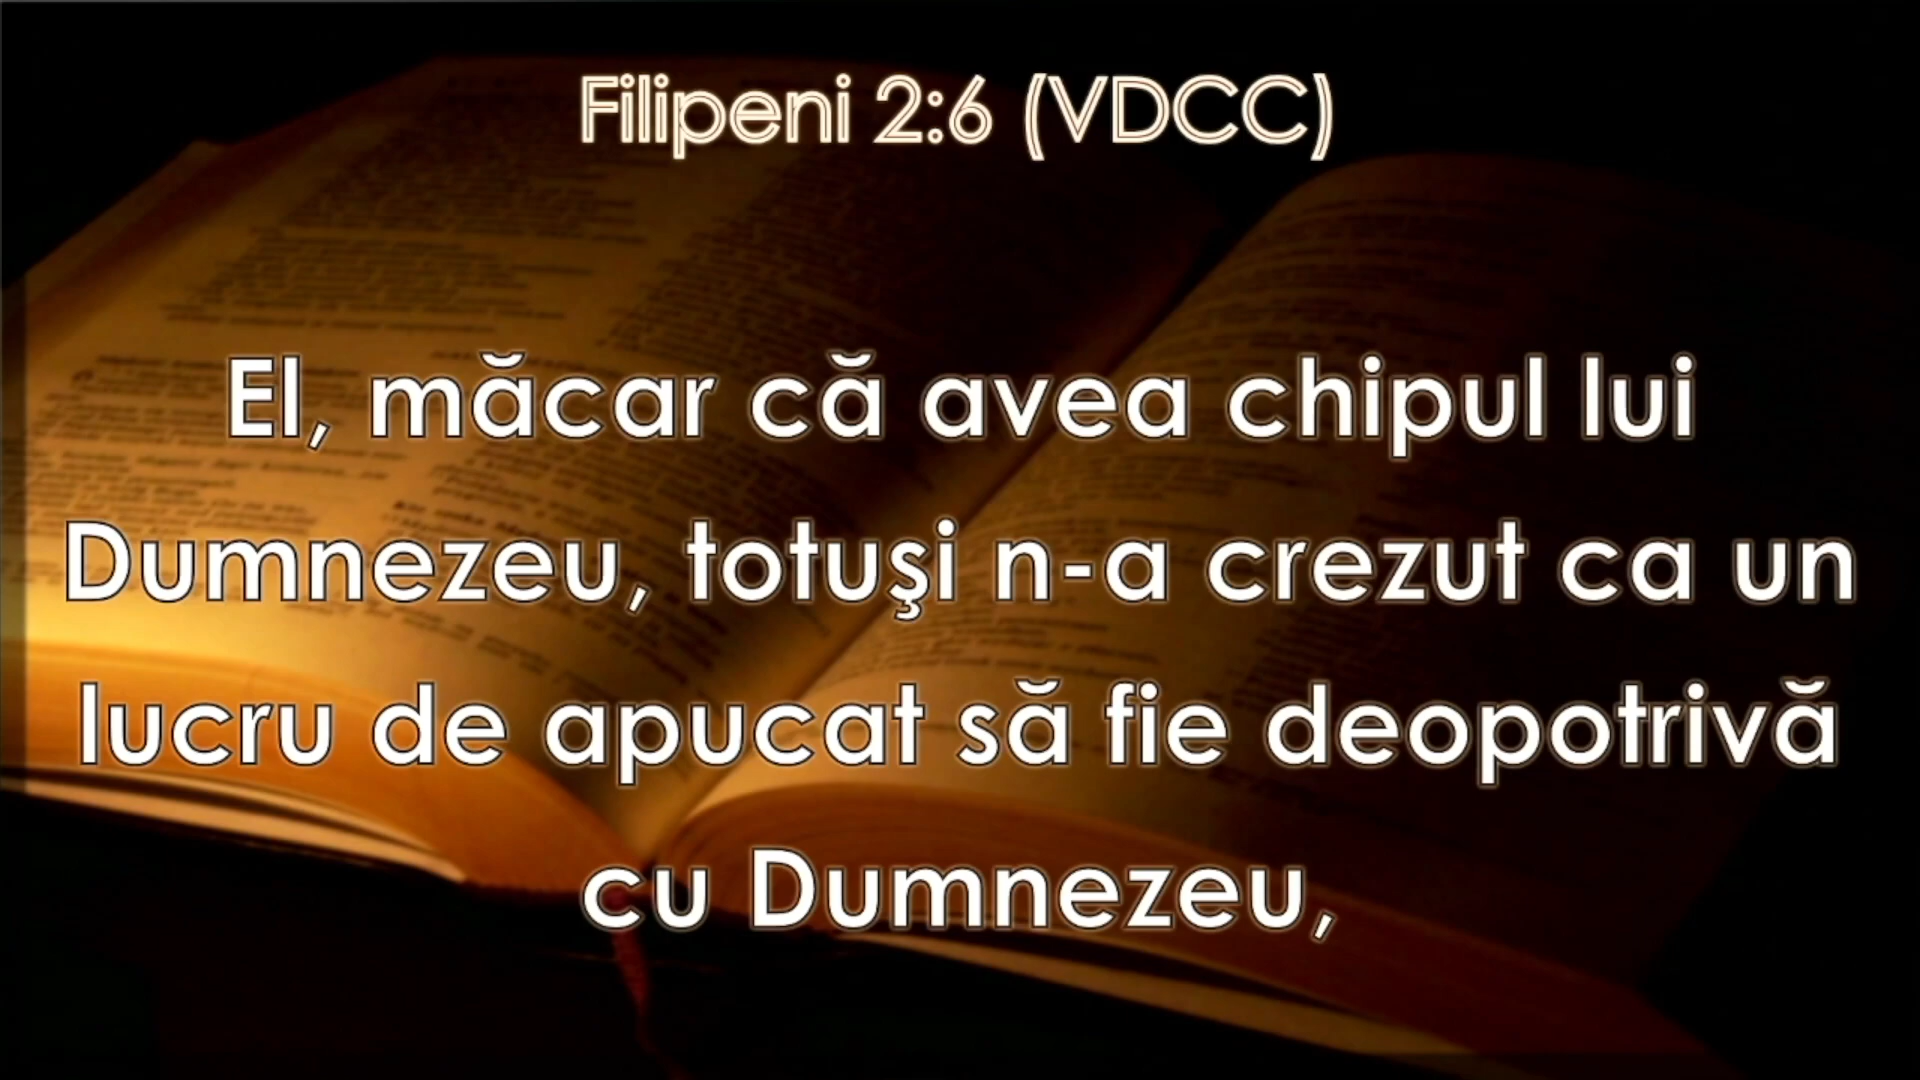 Filipeni 2:6 (VDCC)
El, măcar că avea chipul lui
Dumnezeu, totuşi n-a crezut ca un
lucru de apucat să fie deopotrivă
cu Dumnezeu,